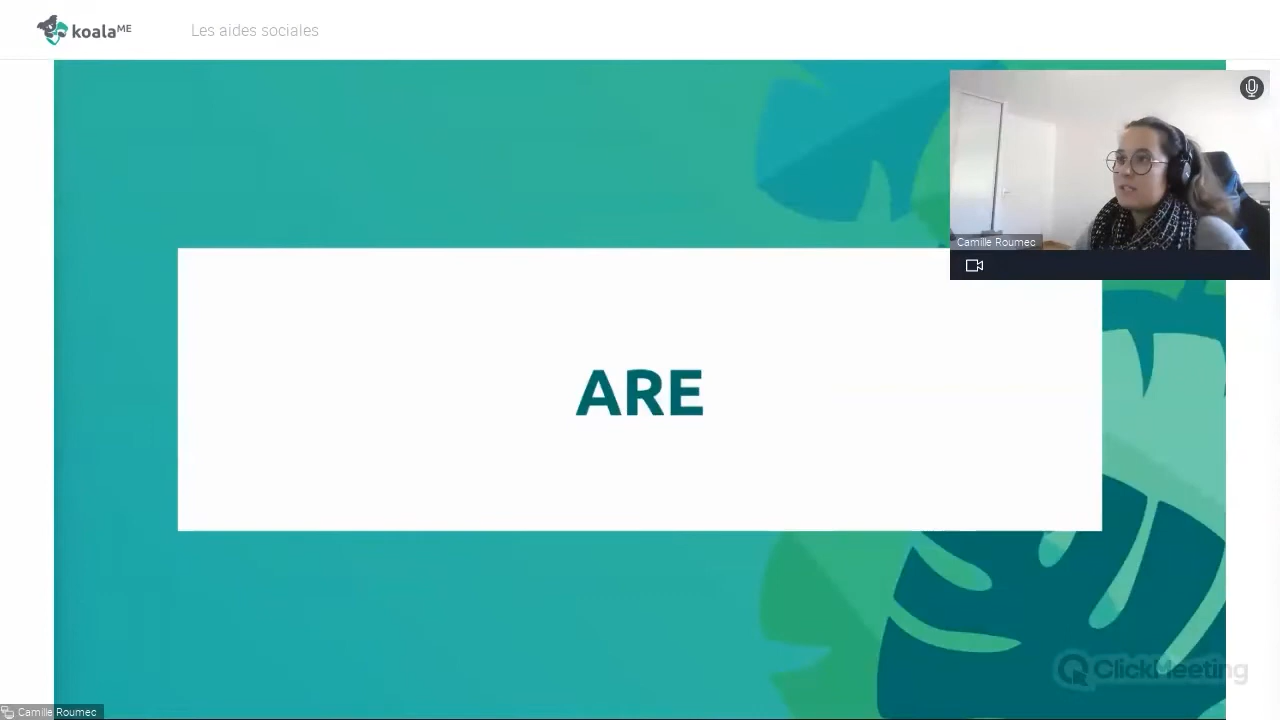 koala ME
Les aides sociales
Camille Roumec
ARE
ClickMeeting
Camille Roumec